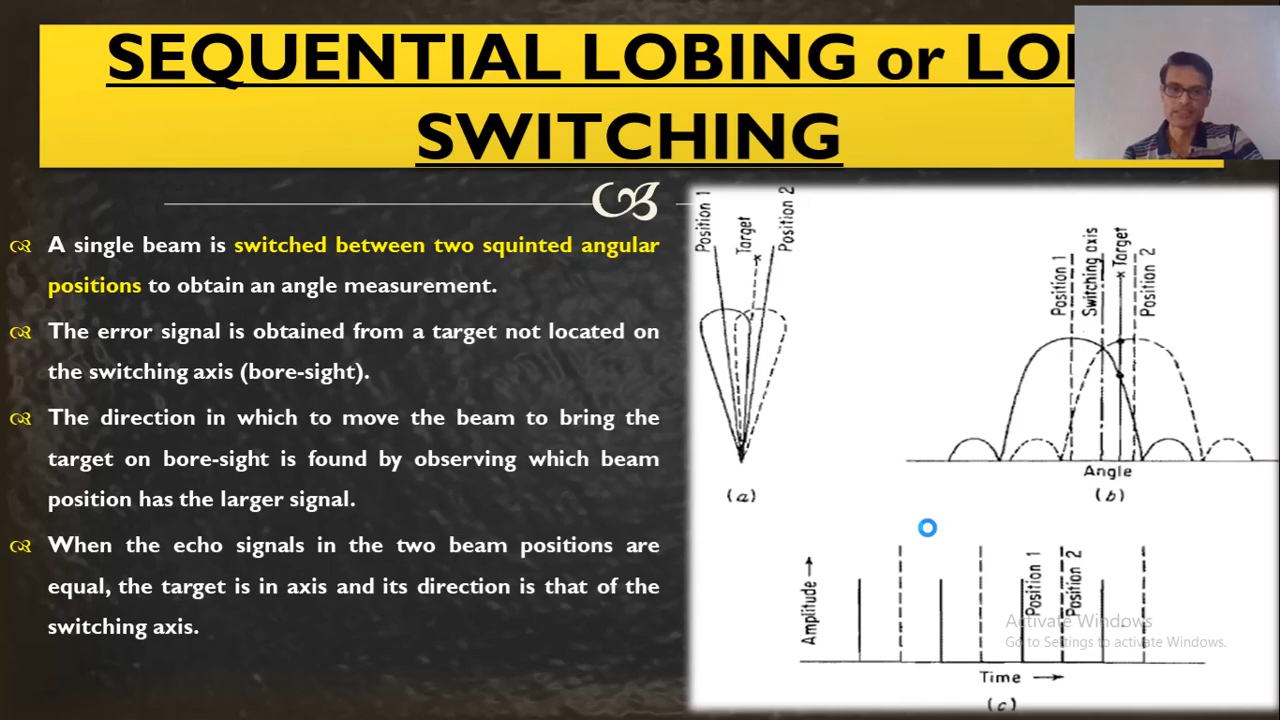 SEQUENTIAL LOBING or LO
SWITCHING
A single beam is switched between two squinted angular
positions to obtain an angle measurement.
The error signal is obtained from a target not located on
the switching axis (bore-sight).
The direction in which to move the beam to bring the
target on bore-sight is found by observing which beam
position has the larger signal.
When the echo signals in the two beam positions are
equal, the target is in axis and its direction is that of the
switching axis.
Position 1
Target
Position 2
(a)
Position 1
Switching axis
Target
Position 2
Angle
(b)
Amplitude
Position 1
Position 2
Time
(c)
Activate Windows
Go to Settings to activate Windows.